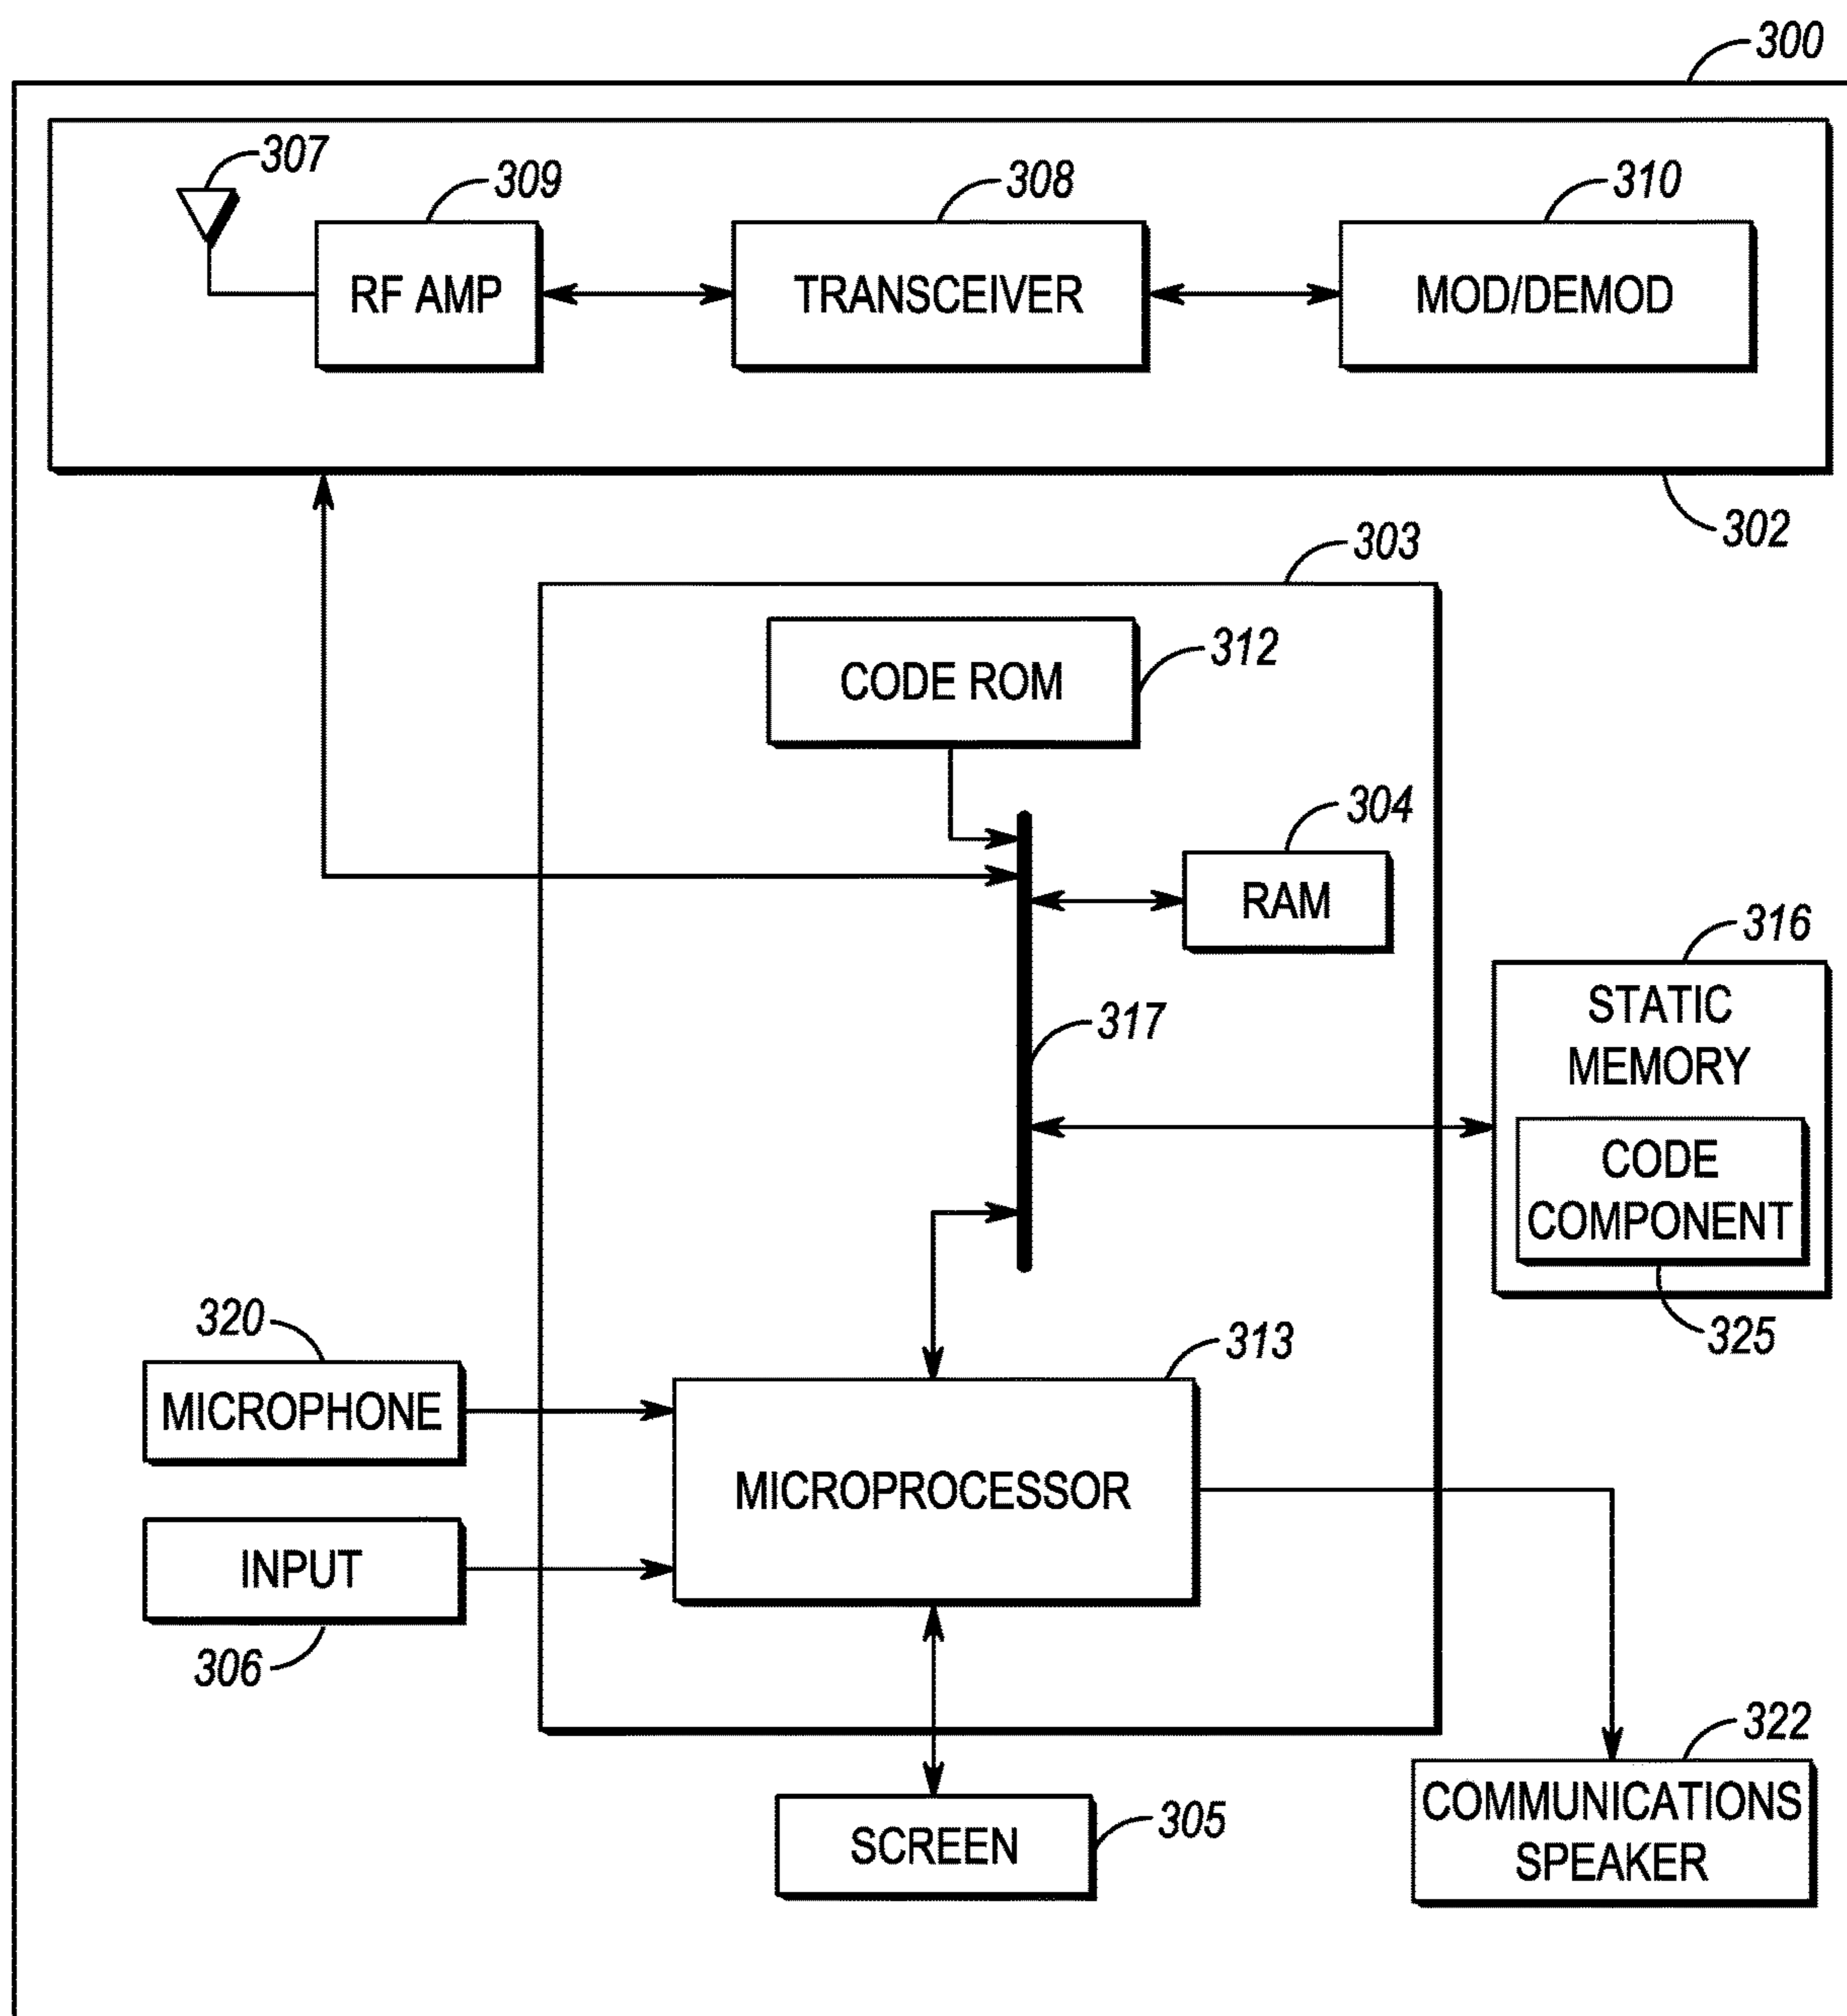 300
307
309
308
310
RF AMP
TRANSCEIVER
MOD/DEMOD
302
303
312
CODE ROM
304
RAM
316
STATIC
MEMORY
317
CODE
COMPONENT
325
320
313
MICROPHONE
MICROPROCESSOR
INPUT
306
322
305
SCREEN
COMMUNICATIONS
SPEAKER